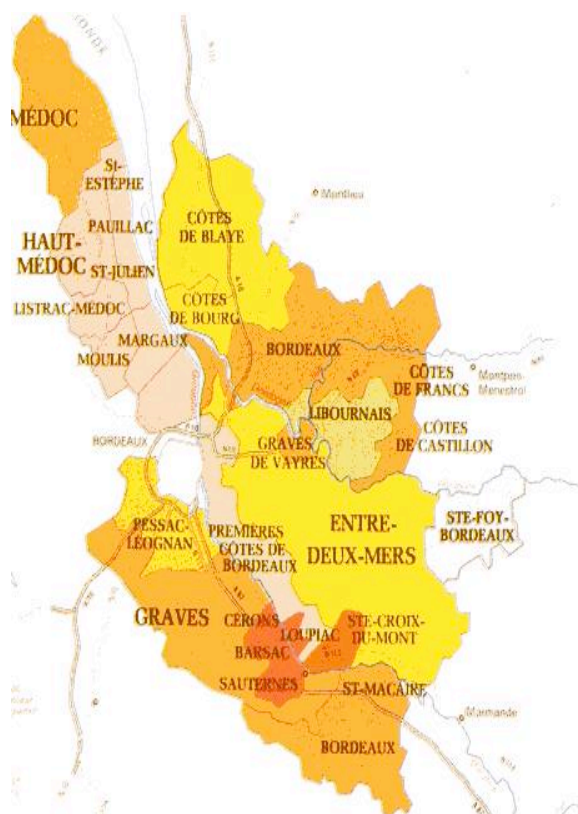 MÉDOC
St-
ESTÈPHE
PAUILLAC
HAUT-
MÉDOC
ST-JULIEN
LISTRAC-MÉDOC
MARGAUX
MOULIS
CÔTES
DE BLAYE
CÔTES
DE BOURG
BORDEAUX
CÔTES
DE FRANCS
LIBOURNAIS
CÔTES
DE CASTILLON
BORDEAUX
GRAVES
DE VAYRES
PESSAC-
LÉOGNAN
PREMIÈRES
CÔTES DE
BORDEAUX
ENTRE-
DEUX-MERS
STE-FOY-
BORDEAUX
GRAVES
CÉRONS
LOUPIAC
STE-CROIX-
DU-MONT
BARSAC
SAUTERNES
ST-MACAIRE
Marmande
BORDEAUX